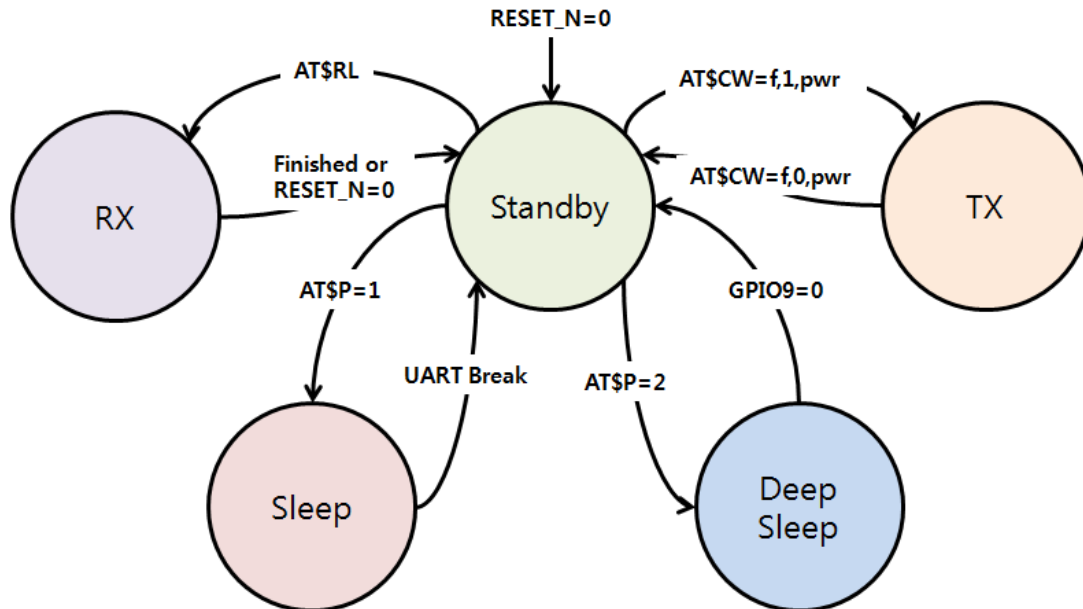 RESET_N=0
AT$RL
AT$CW=f,1,pwr
Finished or
RESET_N=0
AT$CW=f,0,pwr
RX
Standby
TX
AT$P=1
GPIO9=0
UART Break
AT$P=2
Sleep
Deep
Sleep